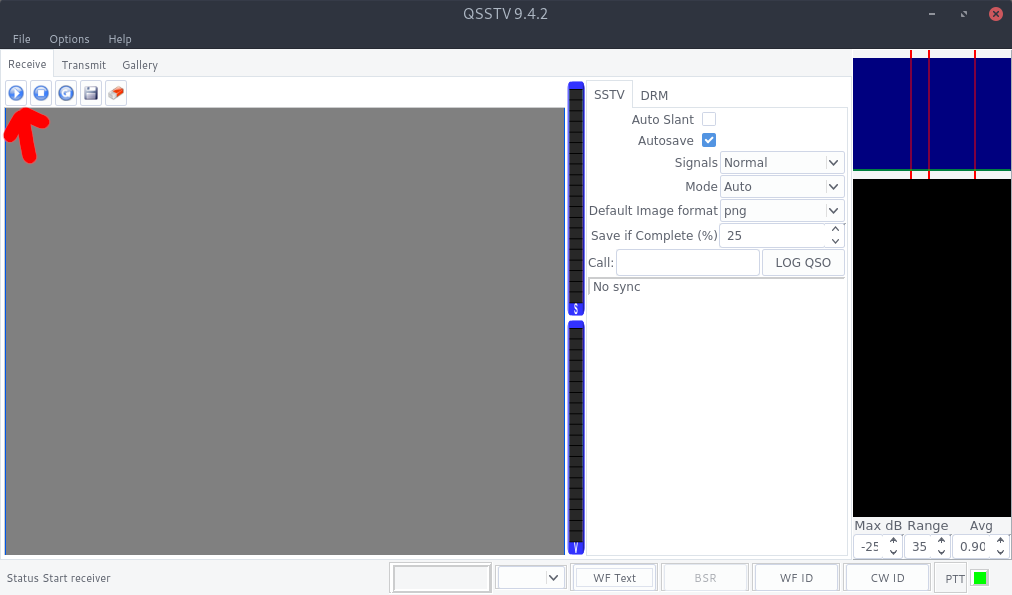 QSSTV 9.4.2
File Options Help
Receive Transmit Gallery
SSTV DRM
Auto Slant
Autosave
Signals Normal
Mode Auto
Default Image format png
Save if Complete (%) 25
Call: LOG QSO
No sync
S
V
Max dB Range Avg
-25 35 0.90
Status Start receiver
WF Text BSR WF ID CW ID PTT